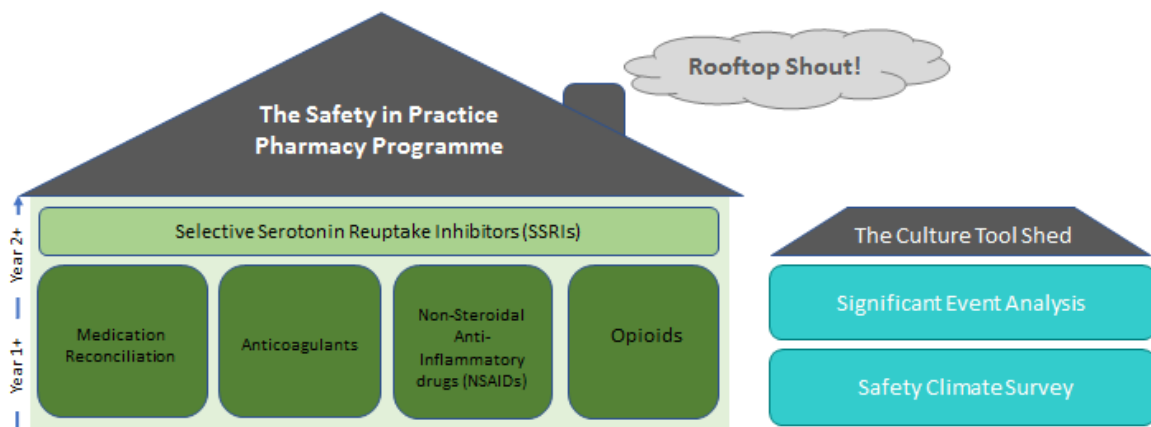 Rooftop Shout!
The Safety in Practice
Pharmacy Programme
Year 2+
Selective Serotonin Reuptake Inhibitors (SSRIs)
Year 1+
Medication
Reconciliation
Anticoagulants
Non-Steroidal
Anti-
Inflammatory
drugs (NSAIDs)
Opioids
The Culture Tool Shed
Significant Event Analysis
Safety Climate Survey